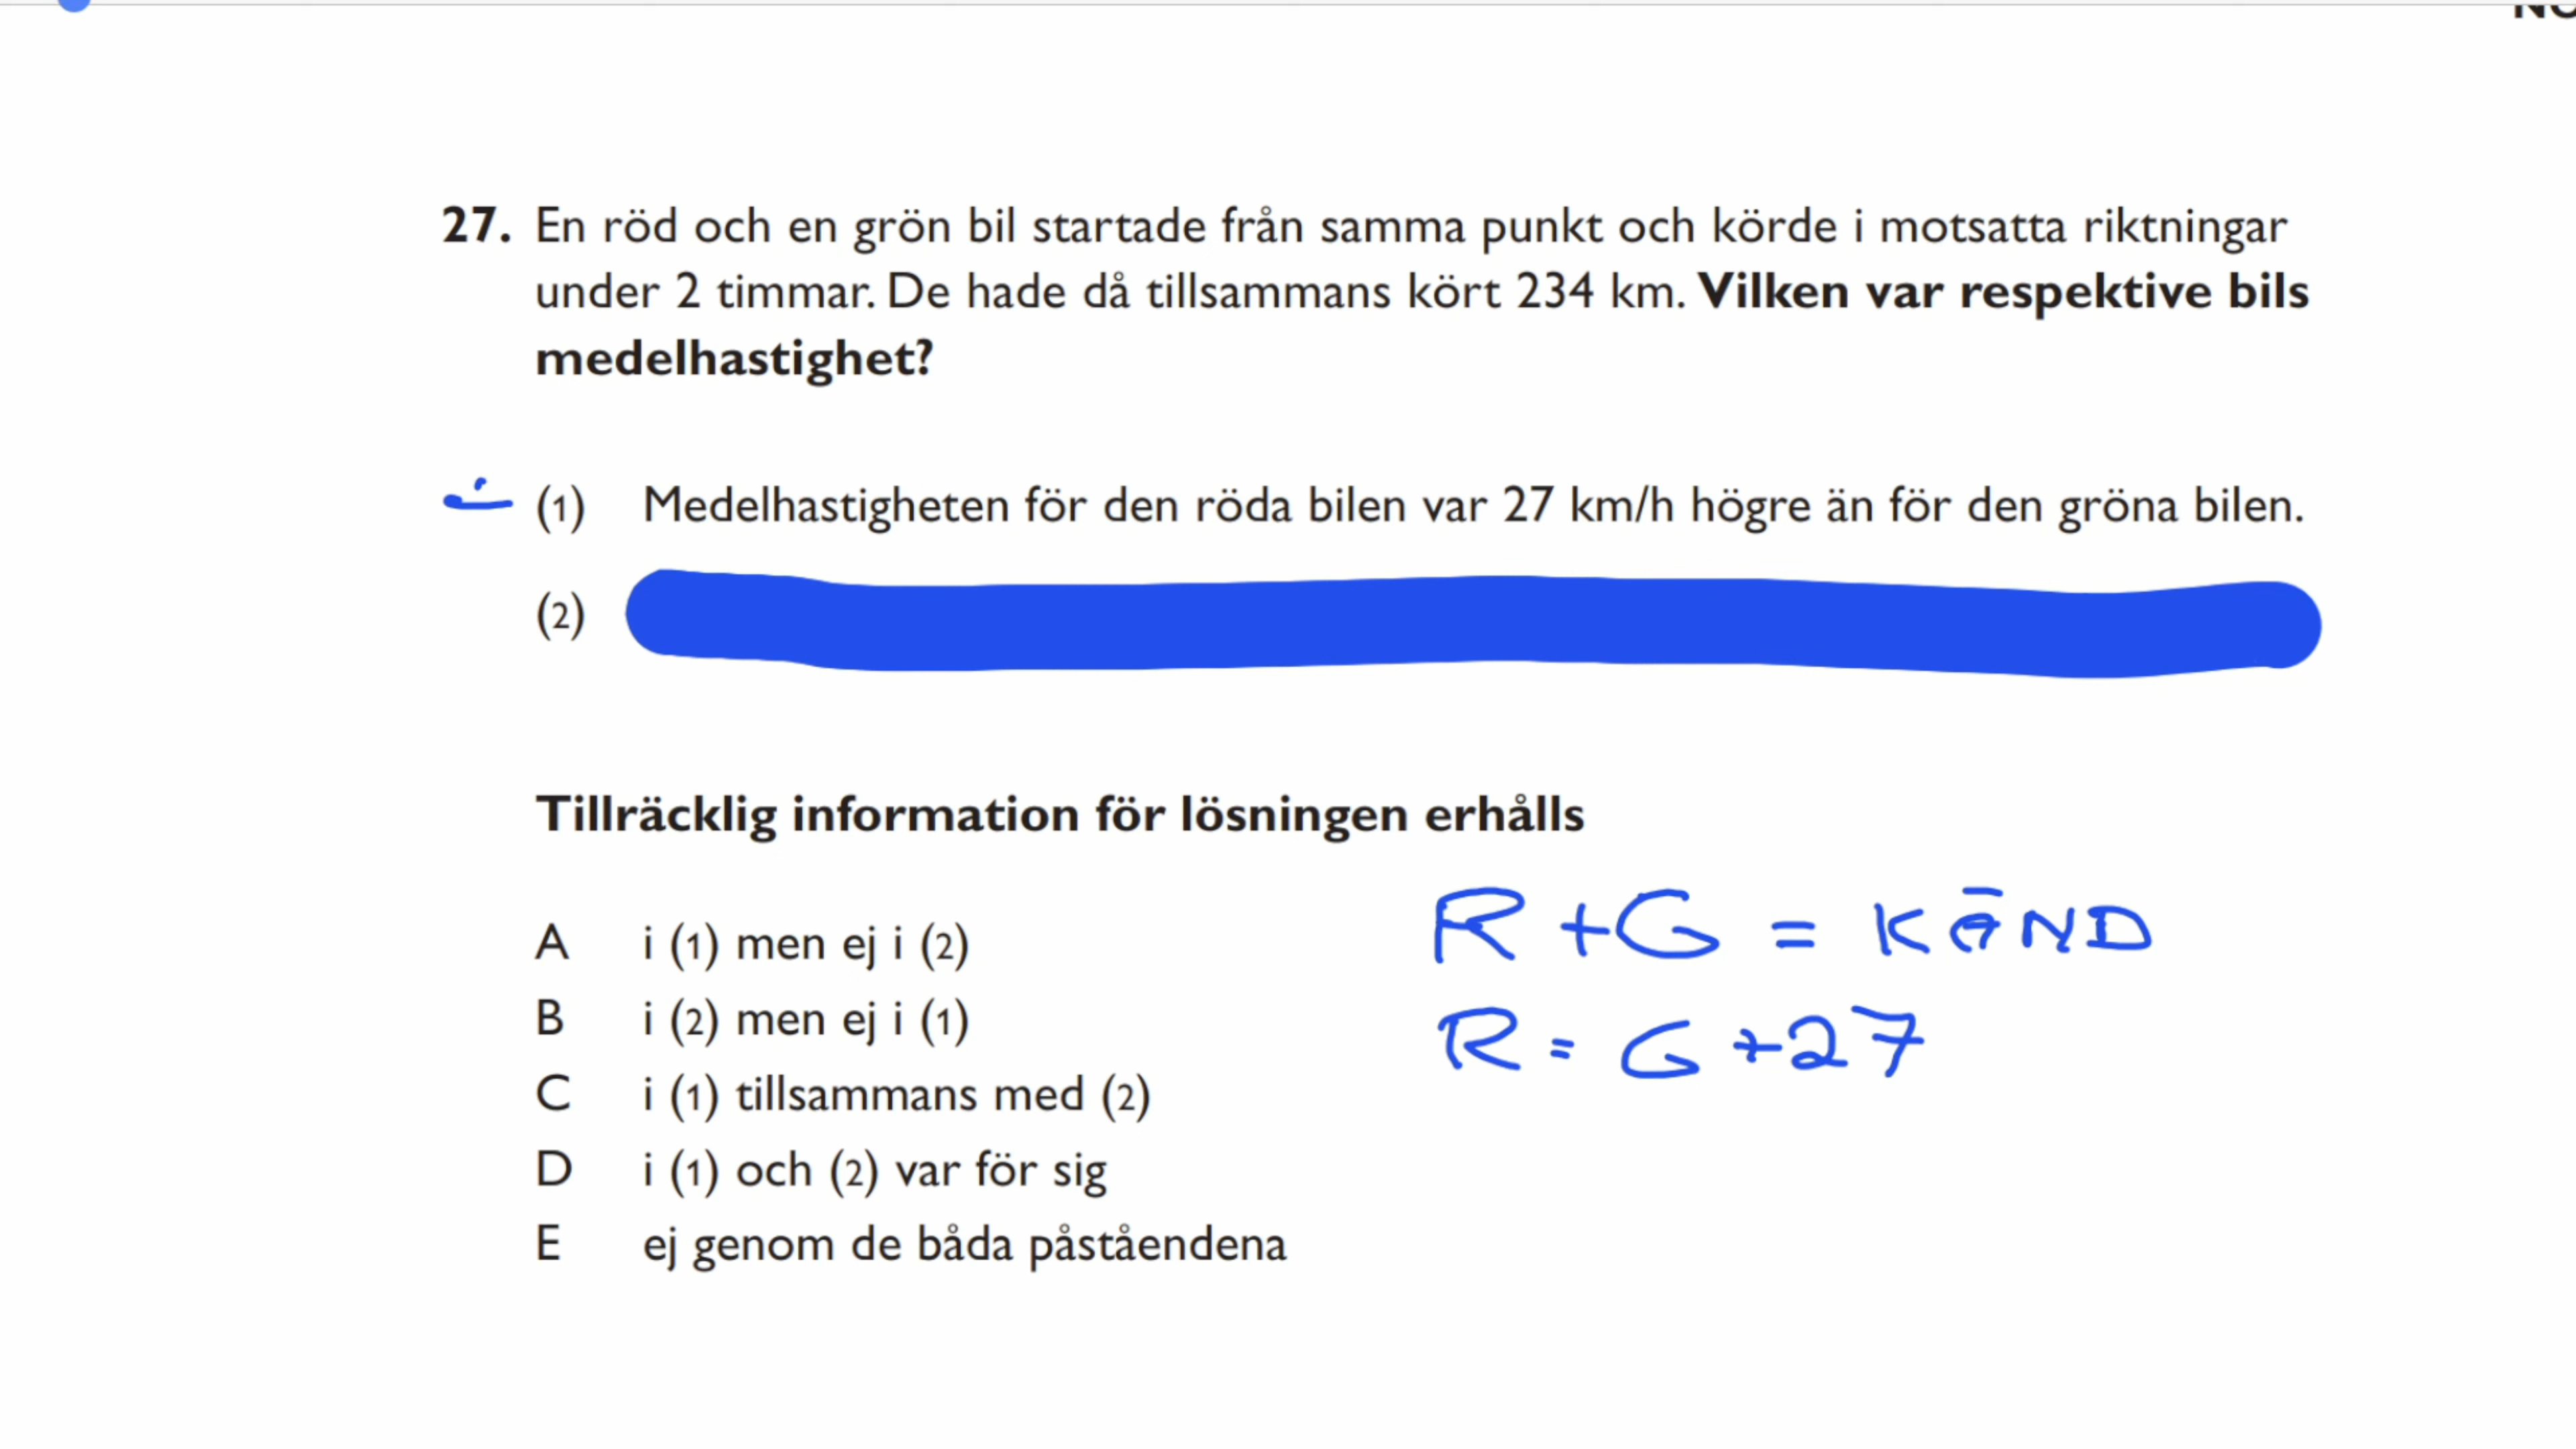 27. En röd och en grön bil startade från samma punkt och körde i motsatta riktningar
under 2 timmar. De hade då tillsammans kört 234 km. Vilken var respektive bils
medelhastighet?
(1) Medelhastigheten för den röda bilen var 27 km/h högre än för den gröna bilen.
(2)
Tillräcklig information för lösningen erhålls
A i (1) men ej i (2)
B i (2) men ej i (1)
C i (1) tillsammans med (2)
D i (1) och (2) var för sig
E ej genom de båda påståendena
R + G = KÄND
R = G + 27